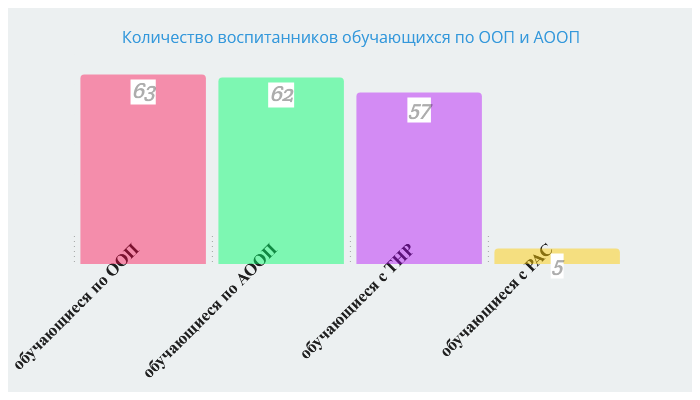 Количество воспитанников обучающихся по ООП и АООП
63
62
57
5
обучающиеся по ООП
обучающиеся по АООП
обучающиеся с ТНР
обучающиеся с РАС